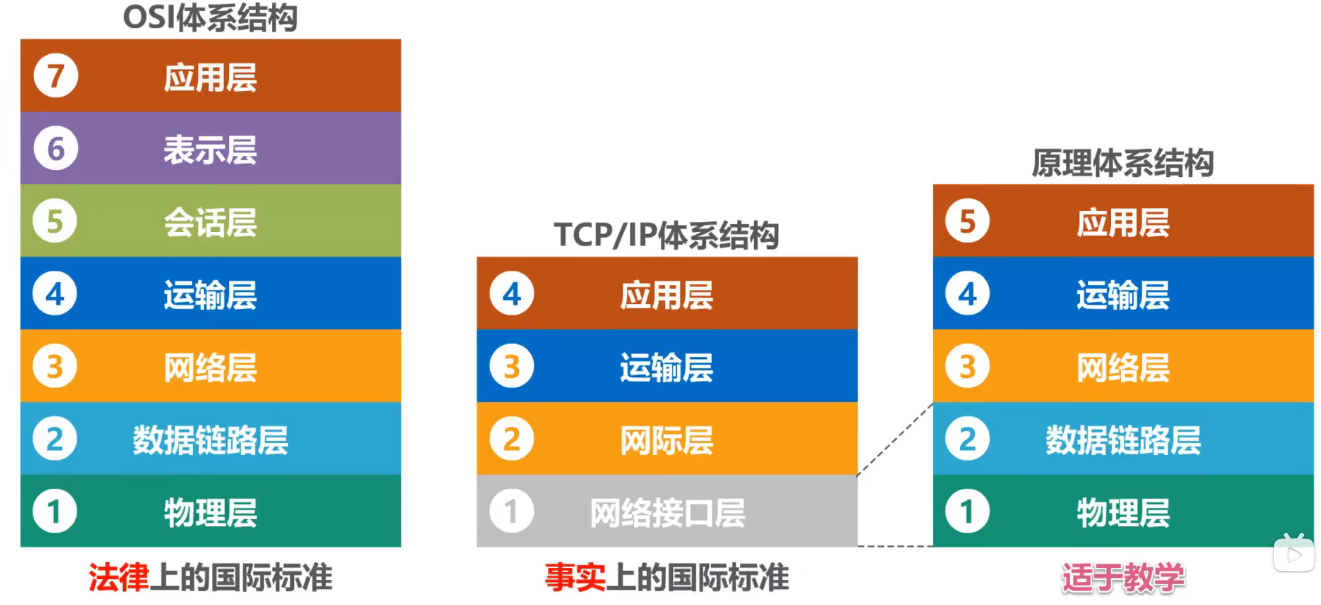 OSI体系结构
7 应用层
6 表示层
5 会话层
4 运输层
3 网络层
2 数据链路层
1 物理层
法律上的国际标准
TCP/IP体系结构
4 应用层
3 运输层
2 网际层
1 网络接口层
事实上的国际标准
原理体系结构
5 应用层
4 运输层
3 网络层
2 数据链路层
1 物理层
适于教学